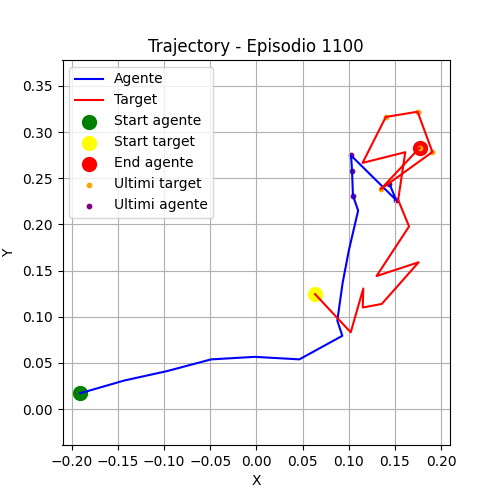 Trajectory - Episodio 1100
Agente
Target
Start agente
Start target
End agente
Ultimi target
Ultimi agente
Y
0.35
0.30
0.25
0.20
0.15
0.10
0.05
0.00
−0.20 −0.15 −0.10 −0.05 0.00 0.05 0.10 0.15 0.20
X